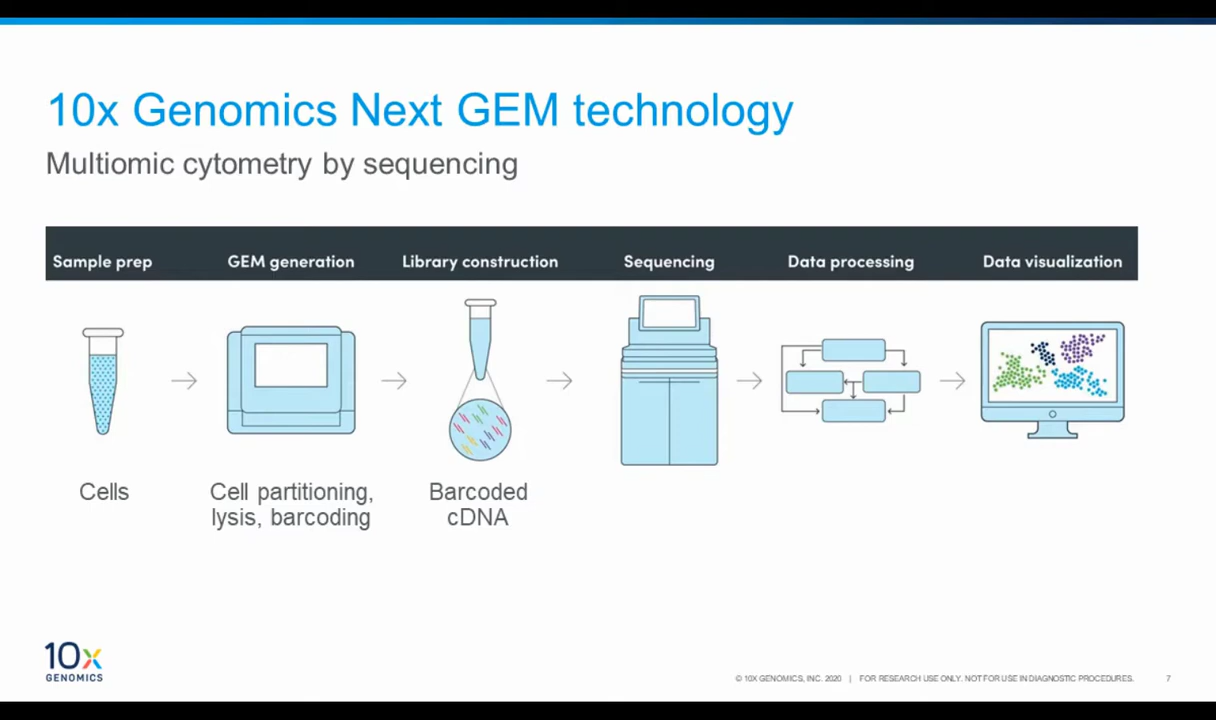 10x Genomics Next GEM technology
Multiomic cytometry by sequencing
Sample prep
GEM generation
Library construction
Sequencing
Data processing
Data visualization
Cells
Cell partitioning,
lysis, barcoding
Barcoded
cDNA
10x
GENOMICS
© 10X GENOMICS, INC. 2020 | FOR RESEARCH USE ONLY. NOT FOR USE IN DIAGNOSTIC PROCEDURES. 7